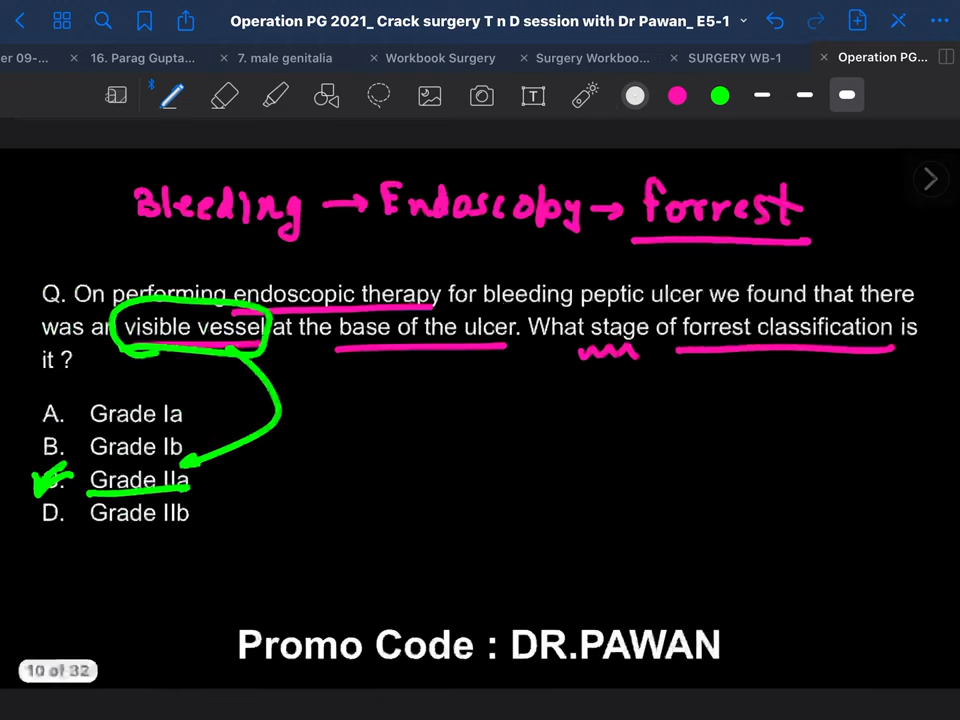 Operation PG 2021_ Crack surgery T n D session with Dr Pawan_ E5-1
er 09-... 16. Parag Gupta... 7. male genitalia Workbook Surgery Surgery Workboo... SURGERY WB-1 Operation PG...
T
Bleeding → Endoscopy → forrest
Q. On performing endoscopic therapy for bleeding peptic ulcer we found that there
was an visible vessel at the base of the ulcer. What stage of forrest classification is
it ?
A. Grade Ia
B. Grade Ib
C. Grade IIa
D. Grade IIb
Promo Code : DR.PAWAN
10 of 32